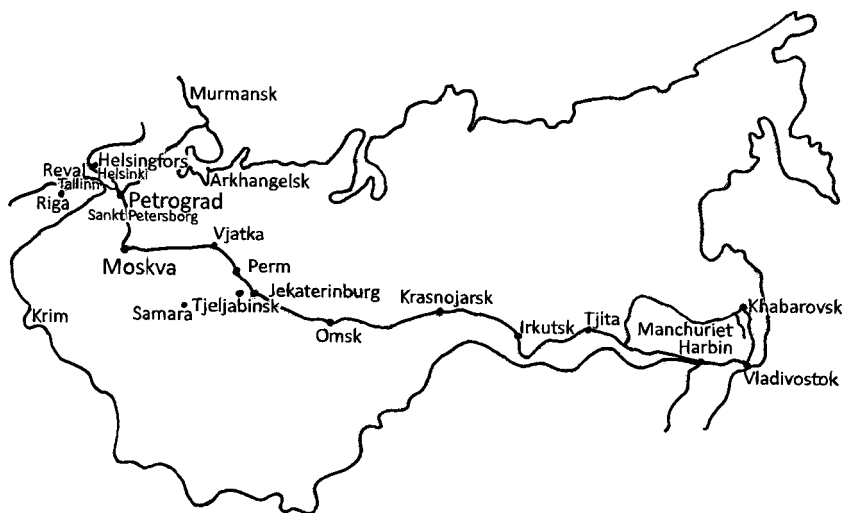 Murmansk
Helsingfors
Reval
Helsinki
Tallinn
Arkhangelsk
Riga
Petrograd
Sankt Petersborg
Vjatka
Moskva
Perm
Jekaterinburg
Tjeljabinsk
Samara
Krasnojarsk
Khabarovsk
Krim
Omsk
Irkutsk
Tjita
Manchuriet
Harbin
Vladivostok